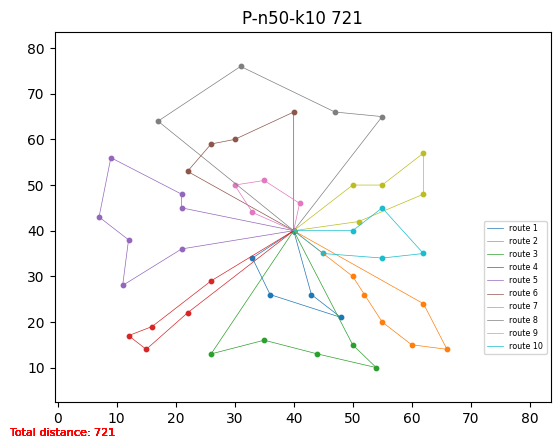 P-n50-k10 721
80
70
60
50
40
30
20
10
0 10 20 30 40 50 60 70 80
route 1
route 2
route 3
route 4
route 5
route 6
route 7
route 8
route 9
route 10
Total distance: 721